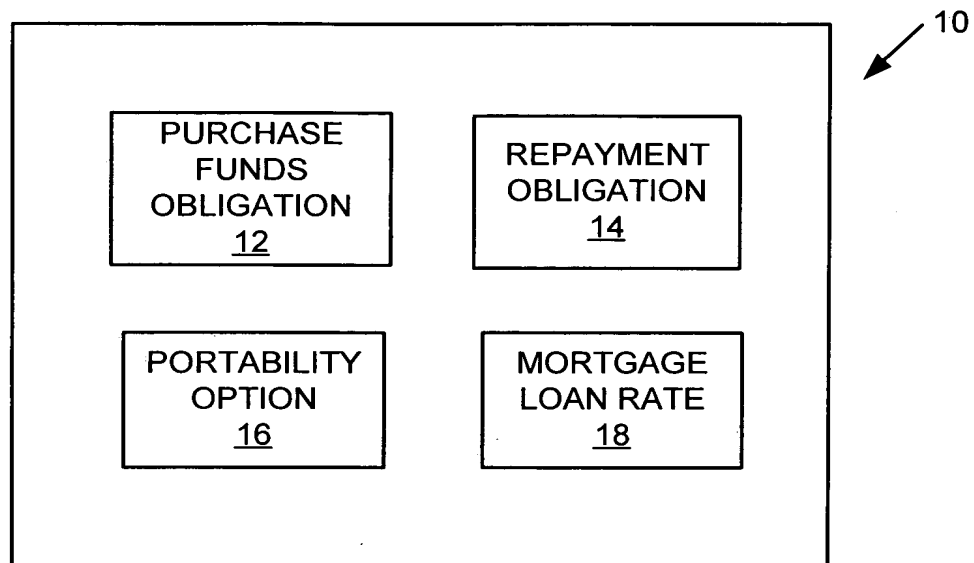 10
PURCHASE
FUNDS
OBLIGATION
12
REPAYMENT
OBLIGATION
14
PORTABILITY
OPTION
16
MORTGAGE
LOAN RATE
18